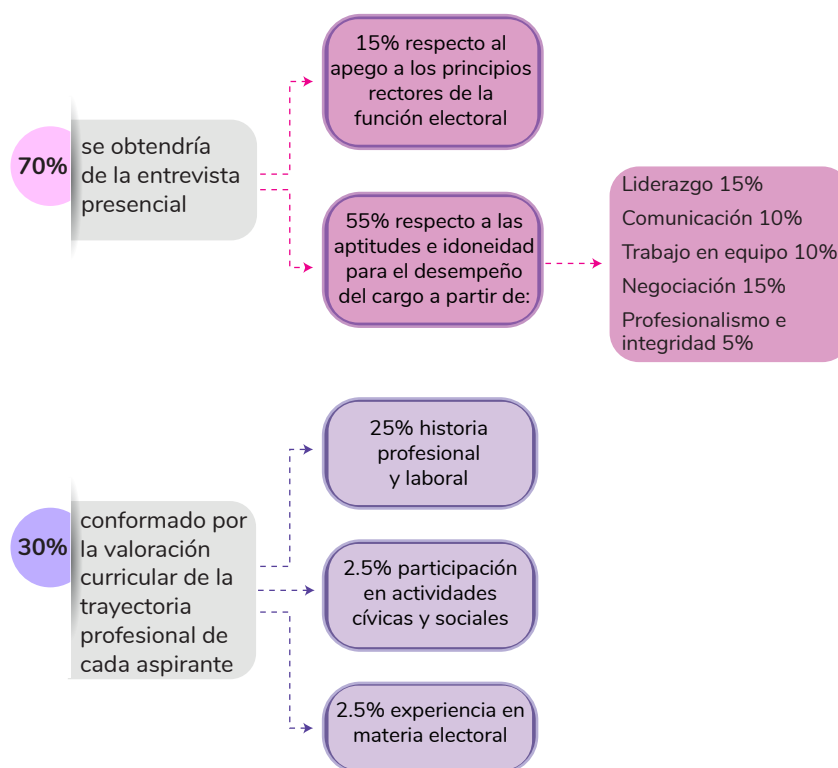 70%
se obtendría
de la entrevista
presencial
15% respecto al
apego a los principios
rectores de la
función electoral
55% respecto a las
aptitudes e idoneidad
para el desempeño
del cargo a partir de:
Liderazgo 15%
Comunicación 10%
Trabajo en equipo 10%
Negociación 15%
Profesionalismo e
integridad 5%
30%
conformado por
la valoración
curricular de la
trayectoria
profesional de
cada aspirante
25% historia
profesional
y laboral
2.5% participación
en actividades
cívicas y sociales
2.5% experiencia en
materia electoral